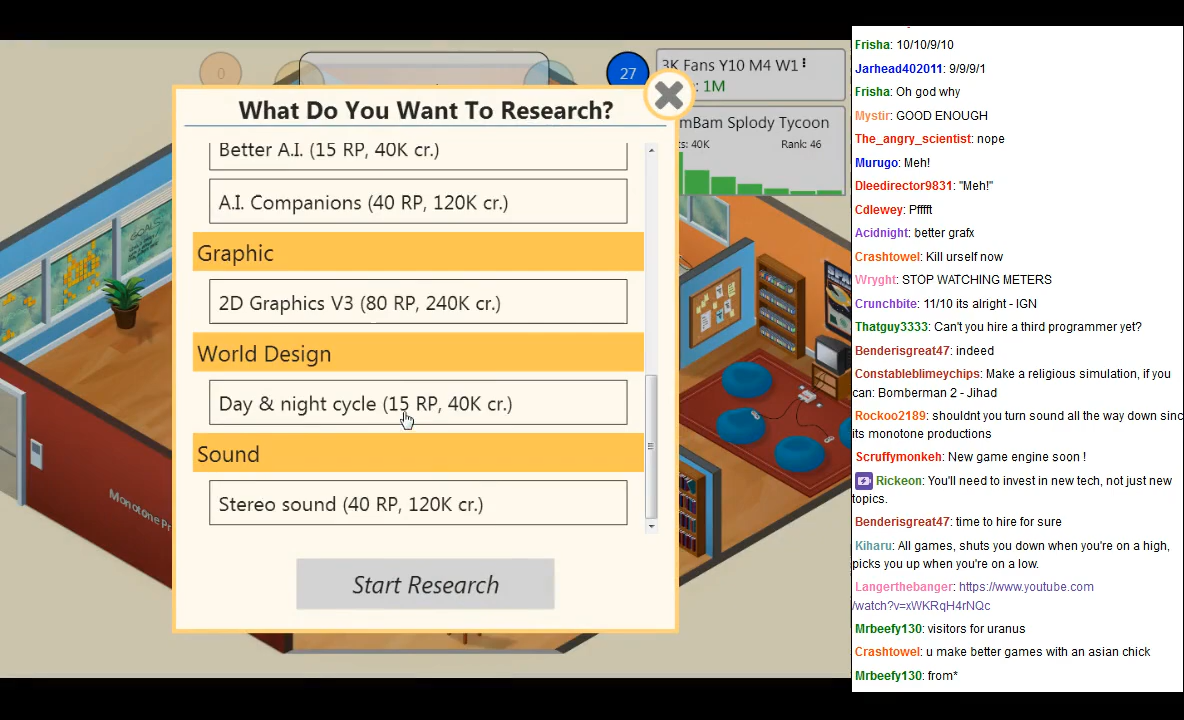 0
27
3K Fans Y10 M4 W1
1M
What Do You Want To Research?
mBam Splody Tycoon
40K
Rank: 46
Better A.I. (15 RP, 40K cr.)
A.I. Companions (40 RP, 120K cr.)
Graphic
2D Graphics V3 (80 RP, 240K cr.)
World Design
Day & night cycle (15 RP, 40K cr.)
Sound
Stereo sound (40 RP, 120K cr.)
Start Research
GOALS
Monotone Pr
Frisha: 10/10/9/10
Jarhead402011: 9/9/9/1
Frisha: Oh god why
Mystir: GOOD ENOUGH
The_angry_scientist: nope
Murugo: Meh!
Dleedirector9831: "Meh!"
Cdlewey: Pfffft
Acidnight: better grafx
Crashtowel: Kill urself now
Wryght: STOP WATCHING METERS
Crunchbite: 11/10 its alright - IGN
Thatguy3333: Can't you hire a third programmer yet?
Benderisgreat47: indeed
Constableblimeychips: Make a religious simulation, if you
can: Bomberman 2 - Jihad
Rockoo2189: shouldnt you turn sound all the way down sinc
its monotone productions
Scruffymonkeh: New game engine soon !
Rickeon: You'll need to invest in new tech, not just new
topics.
Benderisgreat47: time to hire for sure
Kiharu: All games, shuts you down when you're on a high,
picks you up when you're on a low.
Langerthebanger: https://www.youtube.com
/watch?v=xWKRqH4rNQc
Mrbeefy130: visitors for uranus
Crashtowel: u make better games with an asian chick
Mrbeefy130: from*